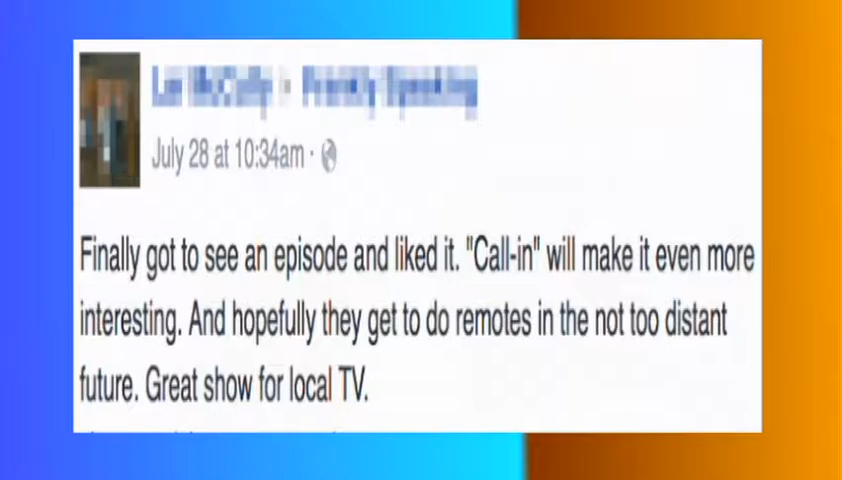 July 28 at 10:34am ·
Finally got to see an episode and liked it. "Call-in" will make it even more
interesting. And hopefully they get to do remotes in the not too distant
future. Great show for local TV.